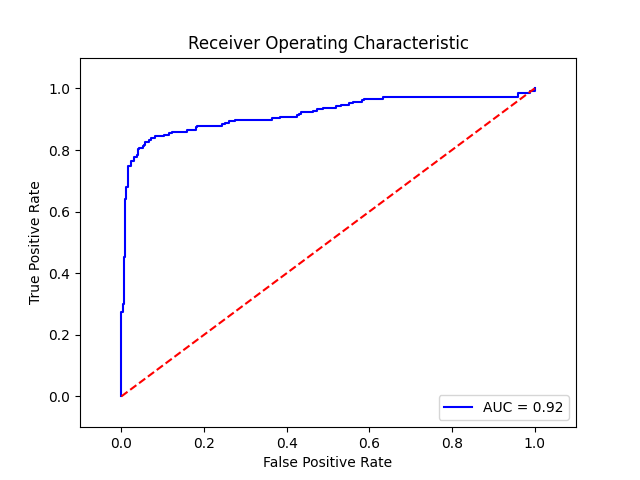 Receiver Operating Characteristic
True Positive Rate
1.0
0.8
0.6
0.4
0.2
0.0
AUC = 0.92
0.0 0.2 0.4 0.6 0.8 1.0
False Positive Rate